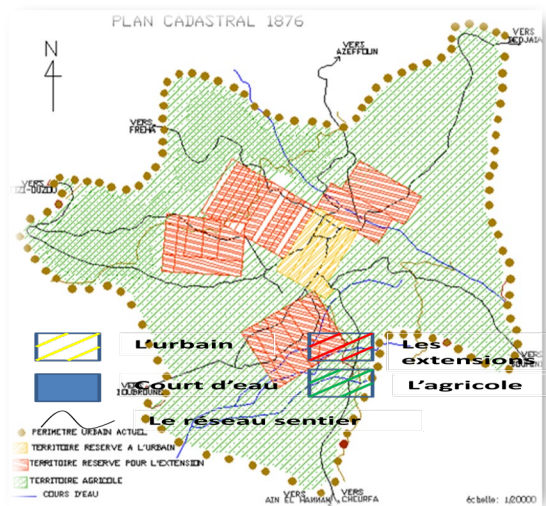 PLAN CADASTRAL 1876
N
VERS
AZEFFOUN
VERS
BEDJAIA
VERS
FREHA
VERS
TIZI-OUZOU
L'urbain
Les
extensions
Court d'eau
L'agricole
VERS
Le réseau sentier
PERIMETRE URBAIN ACTUEL
TERRITOIRE RESERVE A L'URBAIN
TERRITOIRE RESERVE POUR L'EXTENSION
TERRITOIRE AGRICOLE
COURS D'EAU
VERS
AIN EL HAMMAM
VERS
CHEURFA
échelle: 1/20000